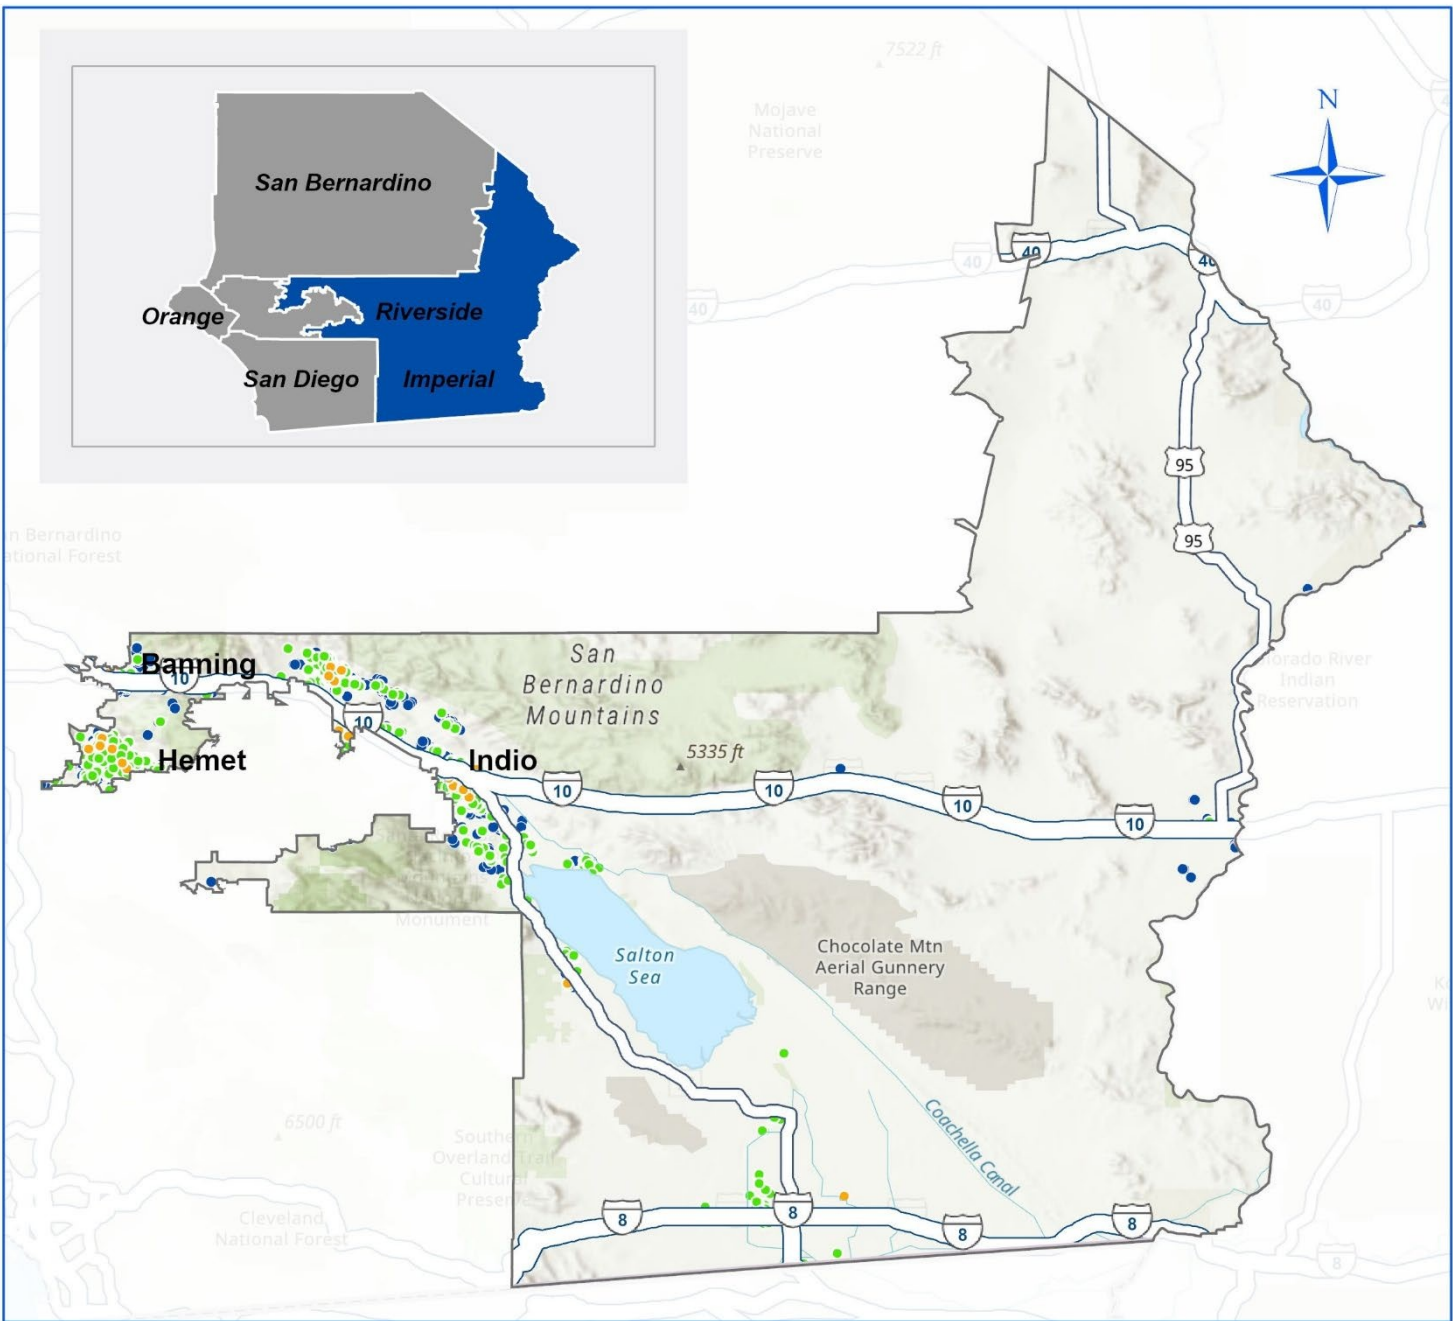 7522 ft
Mojave
National
Preserve
N
San Bernardino
Orange
Riverside
San Diego
Imperial
40
40
40
40
40
95
95
n Bernardino
ational Forest
San
Bernardino
Mountains
Banning
10
10
Hemet
Indio
5335 ft
10
10
10
10
orado River
Indian
Reservation
Monument
Salton
Sea
Chocolate Mtn
Aerial Gunnery
Range
6500 ft
Southern
Overland Trail
Cultural
Preserve
Coachella Canal
Cleveland
National Forest
8
8
8
8
8